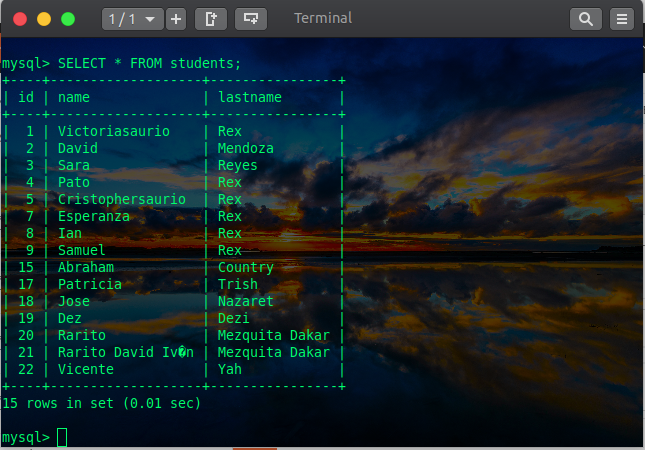 1 / 1 Terminal
mysql> SELECT * FROM students;
+----+-------------------+----------------+
| id | name              | lastname       |
+----+-------------------+----------------+
|  1 | Victoriasaurio    | Rex            |
|  2 | David             | Mendoza        |
|  3 | Sara              | Reyes          |
|  4 | Pato              | Rex            |
|  5 | Cristophersaurio  | Rex            |
|  7 | Esperanza         | Rex            |
|  8 | Ian               | Rex            |
|  9 | Samuel            | Rex            |
| 15 | Abraham           | Country        |
| 17 | Patricia          | Trish          |
| 18 | Jose              | Nazaret        |
| 19 | Dez               | Dezi           |
| 20 | Rarito            | Mezquita Dakar |
| 21 | Rarito David Iv�n | Mezquita Dakar |
| 22 | Vicente           | Yah            |
+----+-------------------+----------------+
15 rows in set (0.01 sec)
mysql>